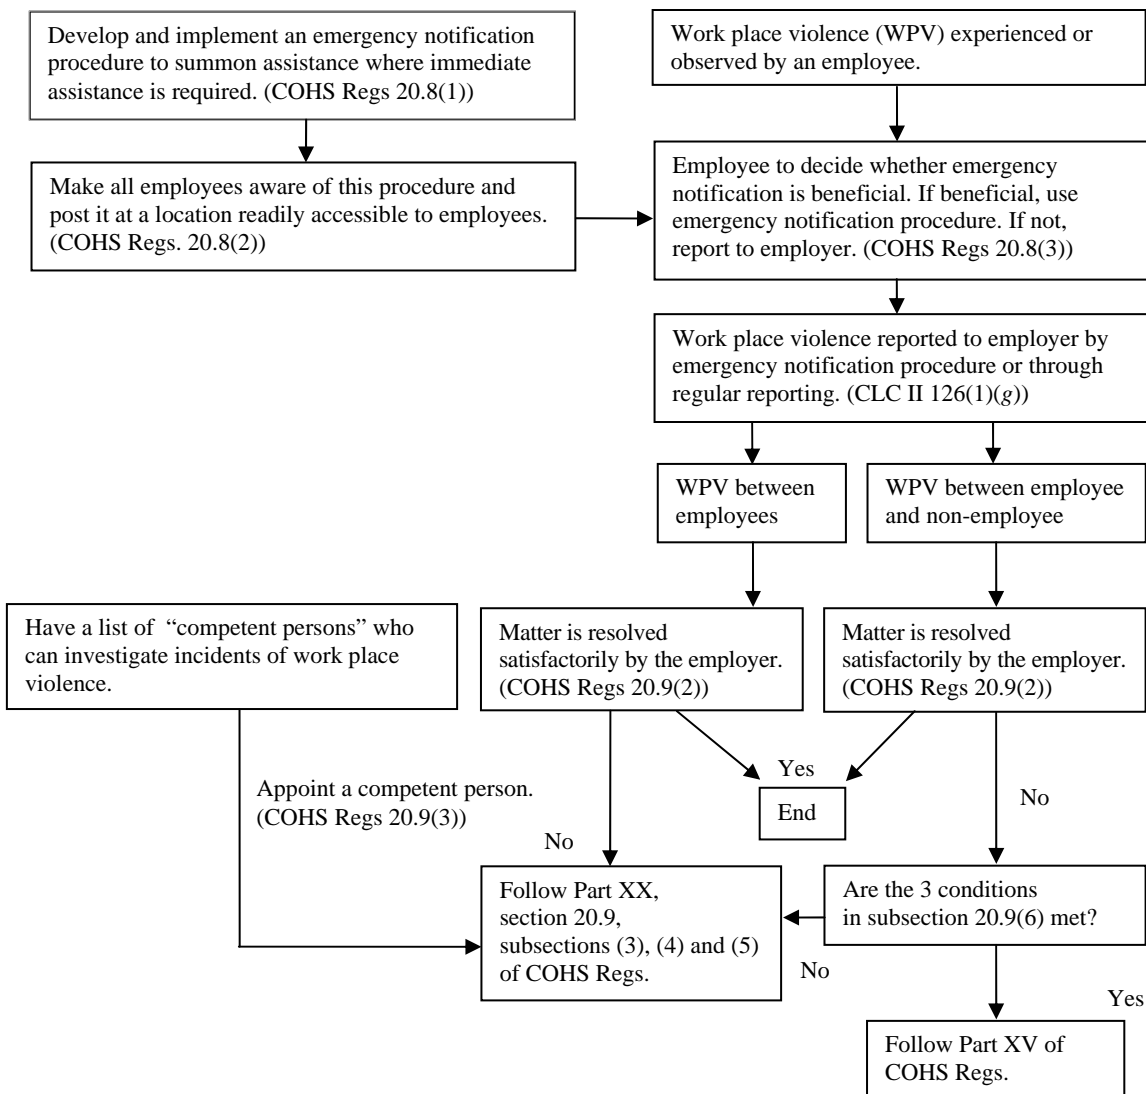 Develop and implement an emergency notification
procedure to summon assistance where immediate
assistance is required. (COHS Regs 20.8(1))
Work place violence (WPV) experienced or
observed by an employee.
Make all employees aware of this procedure and
post it at a location readily accessible to employees.
(COHS Regs. 20.8(2))
Employee to decide whether emergency
notification is beneficial. If beneficial, use
emergency notification procedure. If not,
report to employer. (COHS Regs 20.8(3))
Work place violence reported to employer by
emergency notification procedure or through
regular reporting. (CLC II 126(1)(g))
WPV between
employees
WPV between employee
and non-employee
Have a list of “competent persons” who
can investigate incidents of work place
violence.
Matter is resolved
satisfactorily by the employer.
(COHS Regs 20.9(2))
Matter is resolved
satisfactorily by the employer.
(COHS Regs 20.9(2))
Appoint a competent person.
(COHS Regs 20.9(3))
Yes
End
No
No
Follow Part XX,
section 20.9,
subsections (3), (4) and (5)
of COHS Regs.
Are the 3 conditions
in subsection 20.9(6) met?
No
Yes
Follow Part XV of
COHS Regs.